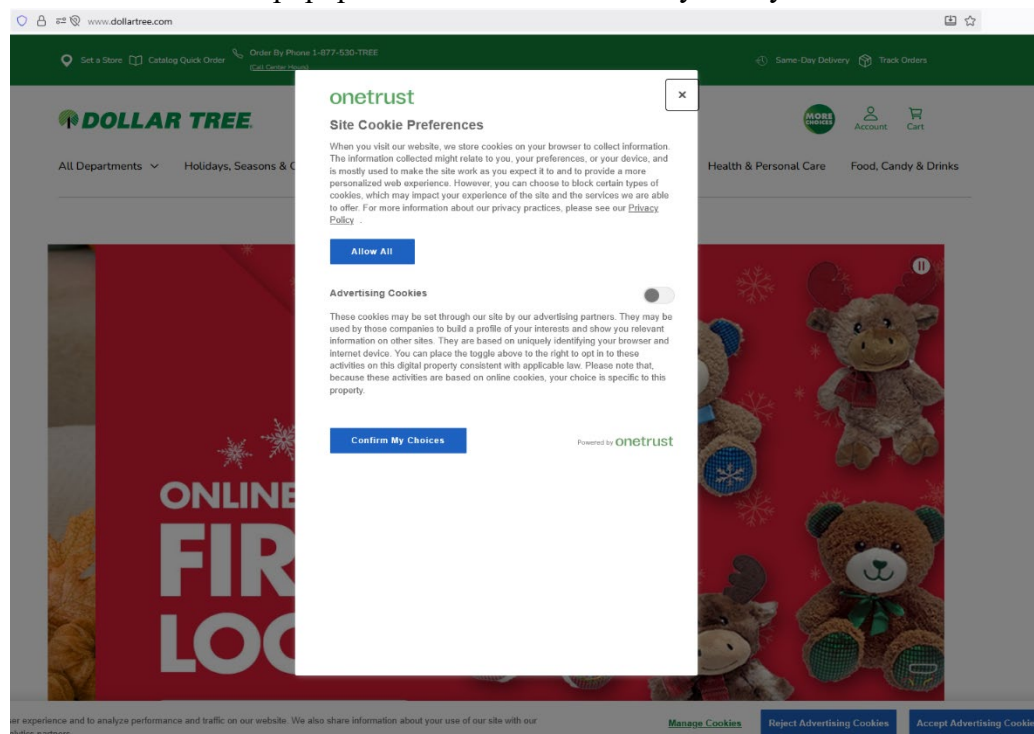 www.dollartree.com
Set a Store Catalog Quick Order Order By Phone 1-877-530-TREE
(Call Center Hours)
Same-Day Delivery Track Orders
DOLLAR TREE
MORE
CHOICES
Account Cart
All Departments Holidays, Seasons &
Health & Personal Care Food, Candy & Drinks
onetrust
×
Site Cookie Preferences
When you visit our website, we store cookies on your browser to collect information.
The information collected might relate to you, your preferences, or your device, and
is mostly used to make the site work as you expect it to and to provide a more
personalized web experience. However, you can choose to block certain types of
cookies, which may impact your experience of the site and the services we are able
to offer. For more information about our privacy practices, please see our Privacy
Policy .
Allow All
Advertising Cookies
These cookies may be set through our site by our advertising partners. They may be
used by those companies to build a profile of your interests and show you relevant
information on other sites. They are based on uniquely identifying your browser and
internet device. You can place the toggle above to the right to opt in to these
activities on this digital property consistent with applicable law. Please note that,
because these activities are based on online cookies, your choice is specific to this
property.
Confirm My Choices
Powered by onetrust
ONLINE
FIR
LOO
er experience and to analyze performance and traffic on our website. We also share information about your use of our site with our
Manage Cookies Reject Advertising Cookies Accept Advertising Cookie